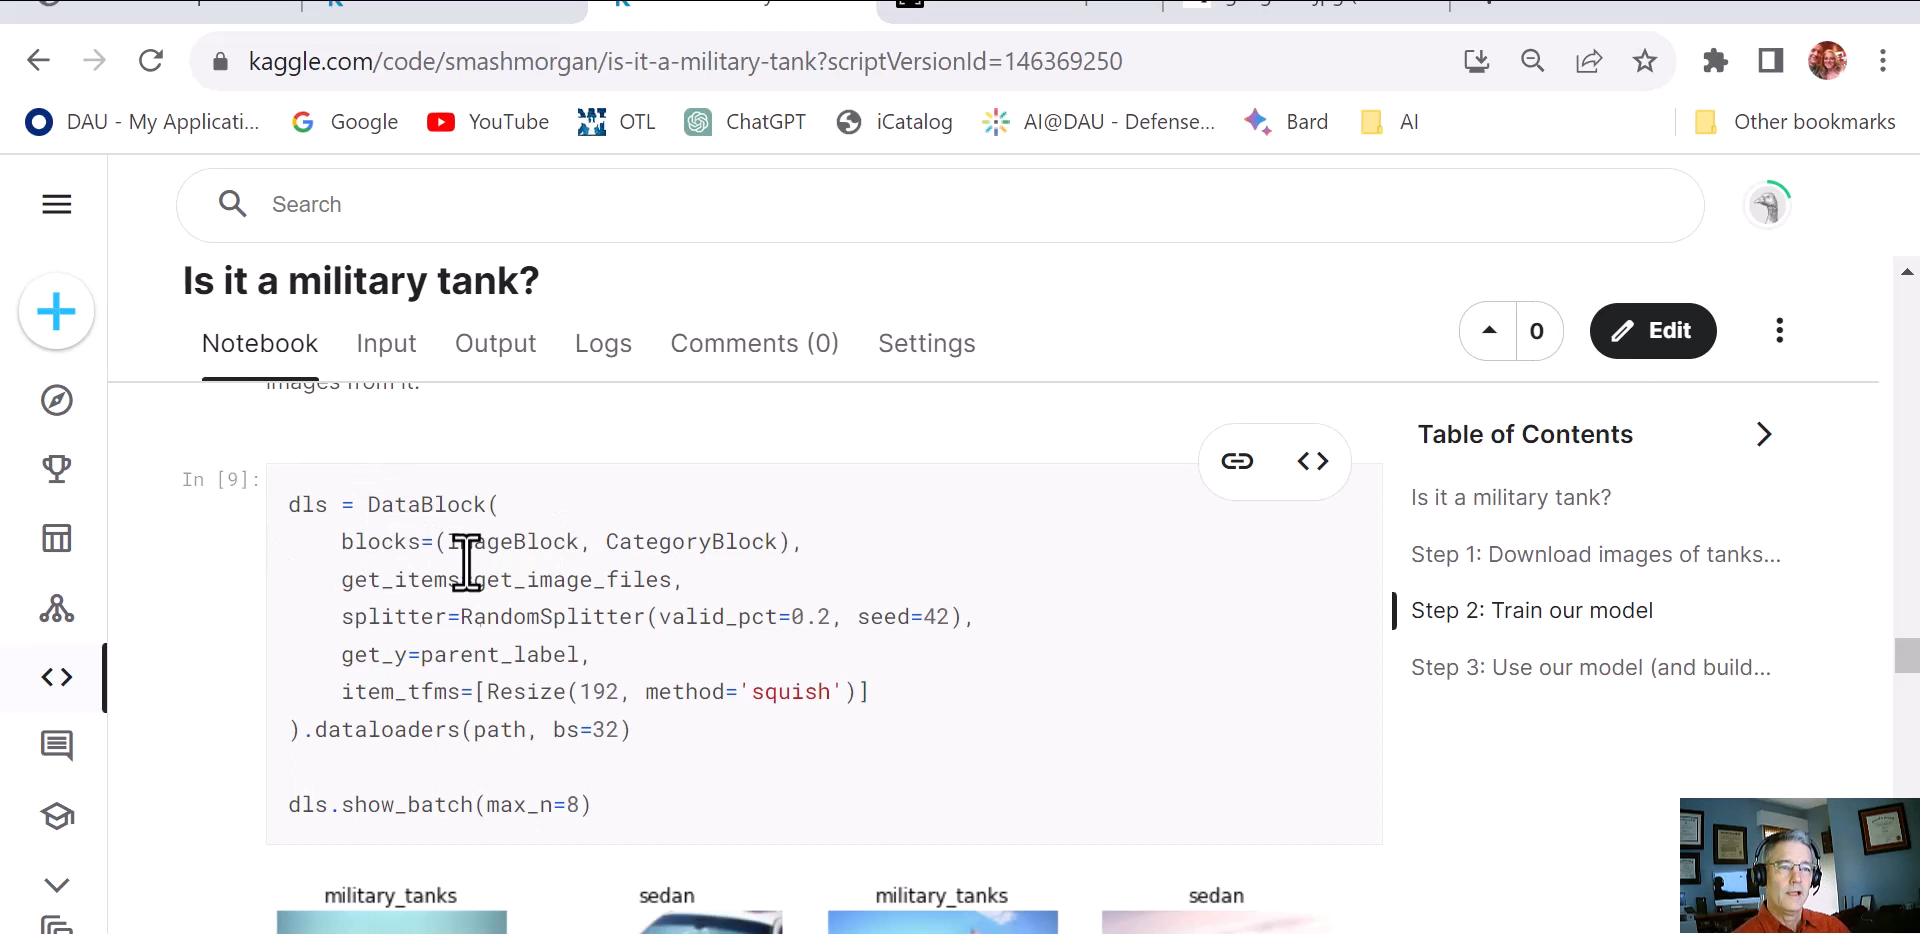 kaggle.com/code/smashmorgan/is-it-a-military-tank?scriptVersionId=146369250
DAU - My Applicati... Google YouTube OTL ChatGPT iCatalog AI@DAU - Defense... Bard AI Other bookmarks
Search
Is it a military tank?
0 Edit
Notebook Input Output Logs Comments (0) Settings
images from it.
Table of Contents
Is it a military tank?
Step 1: Download images of tanks...
Step 2: Train our model
Step 3: Use our model (and build...
In [9]:
dls = DataBlock(
blocks=(ImageBlock, CategoryBlock),
get_items=get_image_files,
splitter=RandomSplitter(valid_pct=0.2, seed=42),
get_y=parent_label,
item_tfms=[Resize(192, method='squish')]
).dataloaders(path, bs=32)
dls.show_batch(max_n=8)
military_tanks sedan military_tanks sedan